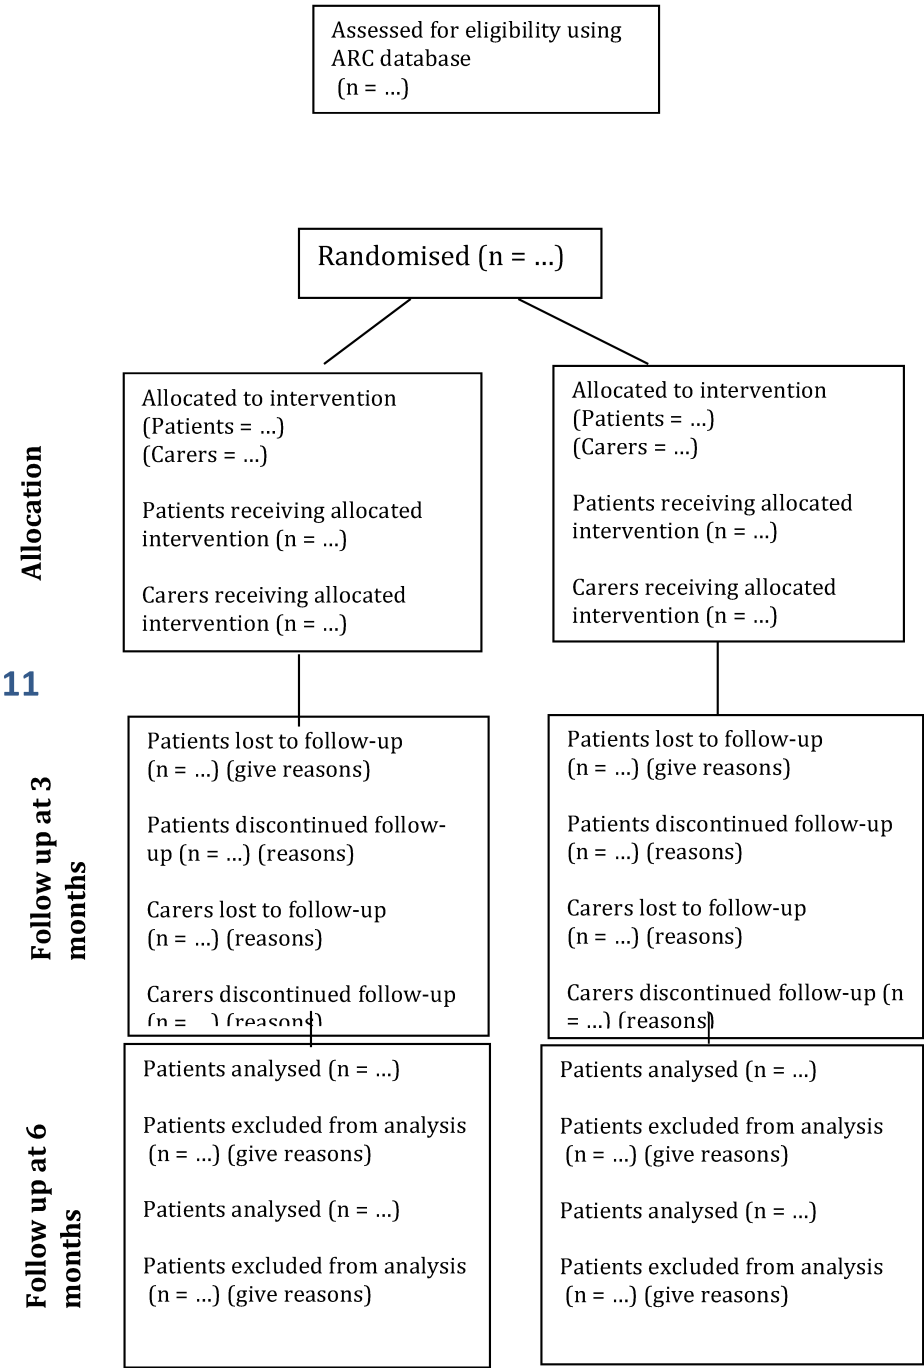 Assessed for eligibility using
ARC database
(n = ...)
Randomised (n = ...)
Allocation
Allocated to intervention
(Patients = ...)
(Carers = ...)
Patients receiving allocated
intervention (n = ...)
Carers receiving allocated
intervention (n = ...)
Allocated to intervention
(Patients = ...)
(Carers = ...)
Patients receiving allocated
intervention (n = ...)
Carers receiving allocated
intervention (n = ...)
11
Follow up at 3
months
Patients lost to follow-up
(n = ...) (give reasons)
Patients discontinued follow-
up (n = ...) (reasons)
Carers lost to follow-up
(n = ...) (reasons)
Carers discontinued follow-up
(n = ...) (reasons)
Patients lost to follow-up
(n = ...) (give reasons)
Patients discontinued follow-up
(n = ...) (reasons)
Carers lost to follow-up
(n = ...) (reasons)
Carers discontinued follow-up (n
= ...) (reasons)
Follow up at 6
months
Patients analysed (n = ...)
Patients excluded from analysis
(n = ...) (give reasons)
Patients analysed (n = ...)
Patients excluded from analysis
(n = ...) (give reasons)
Patients analysed (n = ...)
Patients excluded from analysis
(n = ...) (give reasons)
Patients analysed (n = ...)
Patients excluded from analysis
(n = ...) (give reasons)